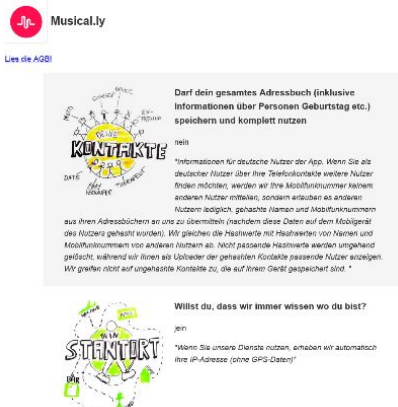 Musical.ly
Lies die AGB!
DEINE
KONTAKTE
Darf dein gesamtes Adressbuch (inklusive
Informationen über Personen Geburtstag etc.)
speichern und komplett nutzen
nein
"Informationen für deutsche Nutzer der App. Wenn Sie als
deutscher Nutzer über Ihre Telefonkontakte weitere Nutzer
finden möchten, werden wir Ihre Mobilfunknummer keinem
anderen Nutzer mitteilen, sondern erlauben es anderen
Nutzern lediglich, gehashte Namen und Mobilfunknummern
aus ihren Adressbüchern an uns zu übermitteln (nachdem diese Daten auf dem Mobilgerät
des Nutzers gehasht wurden). Wir gleichen die Hashwerte mit Hashwerten von Namen und
Mobilfunknummern von anderen Nutzern ab. Nicht passende Hashwerte werden umgehend
gelöscht, während wir Ihnen als Uploader der gehashten Kontakte passende Nutzer anzeigen.
Wir greifen nicht auf ungehashte Kontakte zu, die auf Ihrem Gerät gespeichert sind. "
DEIN
STANTORT
BAR
Willst du, dass wir immer wissen wo du bist?
jein
"Wenn Sie unsere Dienste nutzen, erheben wir automatisch
Ihre IP-Adresse (ohne GPS-Daten)"